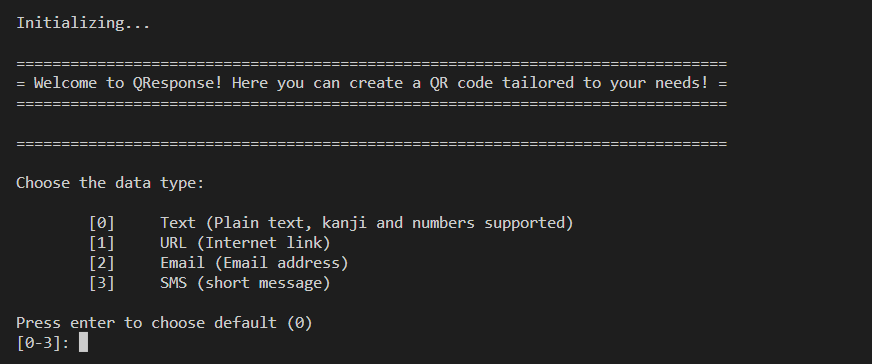 Initializing...
===============================================================================
= Welcome to QResponse! Here you can create a QR code tailored to your needs! =
===============================================================================
===============================================================================
Choose the data type:
[0] Text (Plain text, kanji and numbers supported)
[1] URL (Internet link)
[2] Email (Email address)
[3] SMS (short message)
Press enter to choose default (0)
[0-3]: